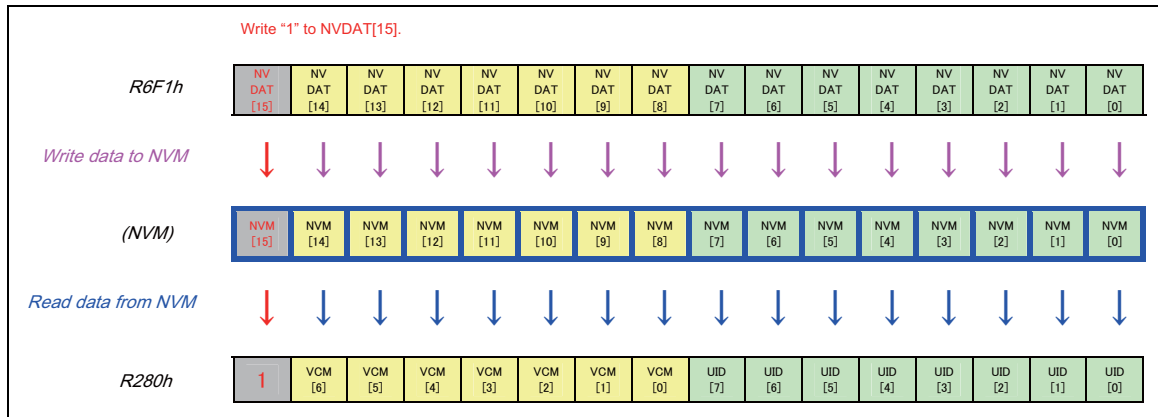 Write “1” to NVDAT[15].
R6F1h
NV NV NV NV NV NV NV NV NV NV NV NV NV NV NV NV
DAT DAT DAT DAT DAT DAT DAT DAT DAT DAT DAT DAT DAT DAT DAT DAT
[15] [14] [13] [12] [11] [10] [9] [8] [7] [6] [5] [4] [3] [2] [1] [0]
Write data to NVM
(NVM)
NVM NVM NVM NVM NVM NVM NVM NVM NVM NVM NVM NVM NVM NVM NVM NVM
[15] [14] [13] [12] [11] [10] [9] [8] [7] [6] [5] [4] [3] [2] [1] [0]
Read data from NVM
R280h
1 VCM VCM VCM VCM VCM VCM VCM UID UID UID UID UID UID UID UID
[6] [5] [4] [3] [2] [1] [0] [7] [6] [5] [4] [3] [2] [1] [0]